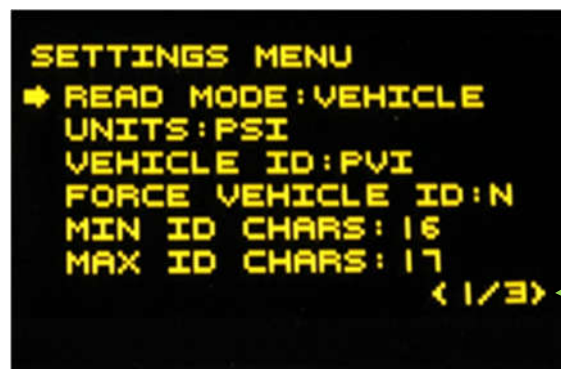 SETTINGS MENU
READ MODE:VEHICLE
UNITS:PSI
VEHICLE ID:PVI
FORCE VEHICLE ID:N
MIN ID CHARS:16
MAX ID CHARS:17
<1/3>